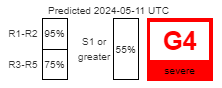 Predicted 2024-05-11 UTC
R1-R2 95%
R3-R5 75%
S1 or greater 55%
G4
severe